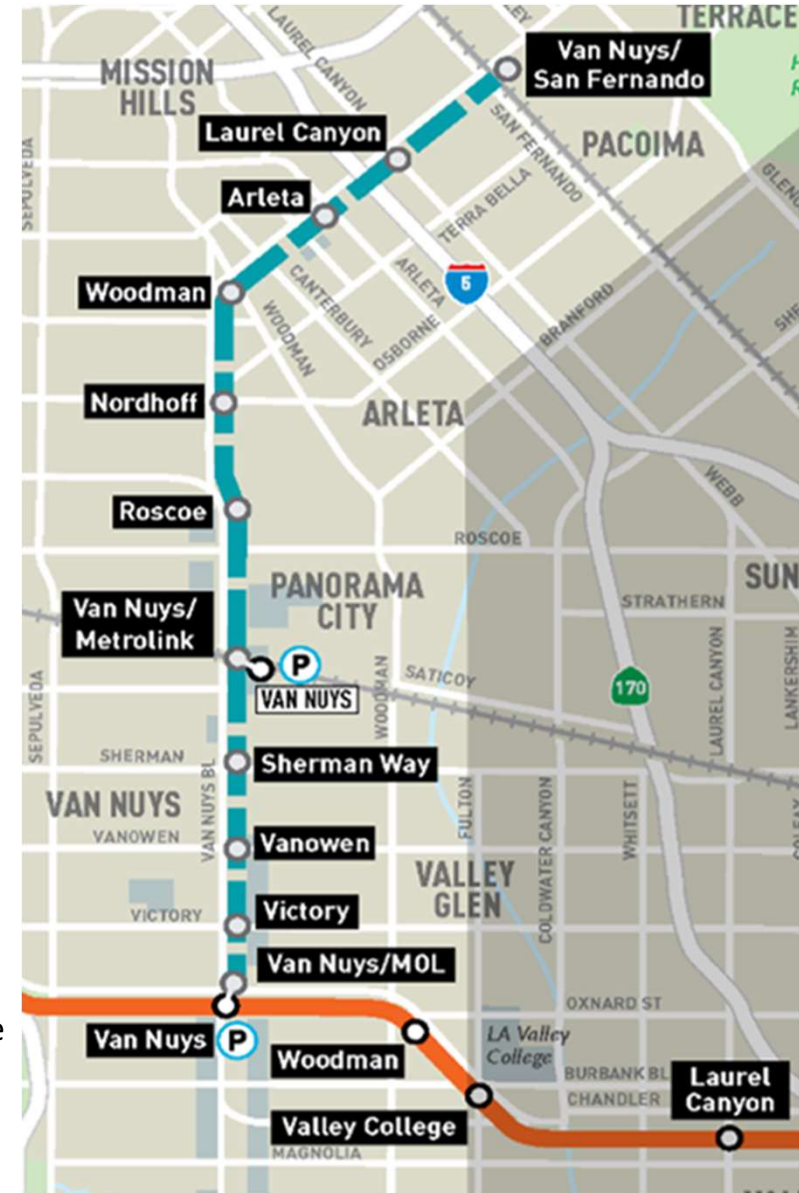 TERRACE
LEY
Van Nuys/
San Fernando
MISSION
HILLS
LAUREL CANYON
Laurel Canyon
SAN FERNANDO
PACOIMA
SEPULVEDA
Arleta
TERRA BELLA
Woodman
CANTERBURY
ARLETA
5
WOODMAN
OSBORNE
BRANFORD
Nordhoff
ARLETA
Roscoe
WEBB
ROSCOE
PANORAMA
CITY
SUN
STRATHERN
Van Nuys/
Metrolink
P
VAN NUYS
SATICOY
WOODMAN
170
LAUREL CANYON
LANKERSHIM
SEPULVEDA
SHERMAN
Sherman Way
VAN NUYS
VAN NUYS BL
VANOWEN
Vanowen
FULTON
COLDWATER CANYON
WHITSETT
VALLEY
GLEN
VICTORY
Victory
Van Nuys/MOL
OXNARD ST
Van Nuys
P
Woodman
LA Valley
College
BURBANK BL
CHANDLER
Laurel
Canyon
Valley College
MAGNOLIA